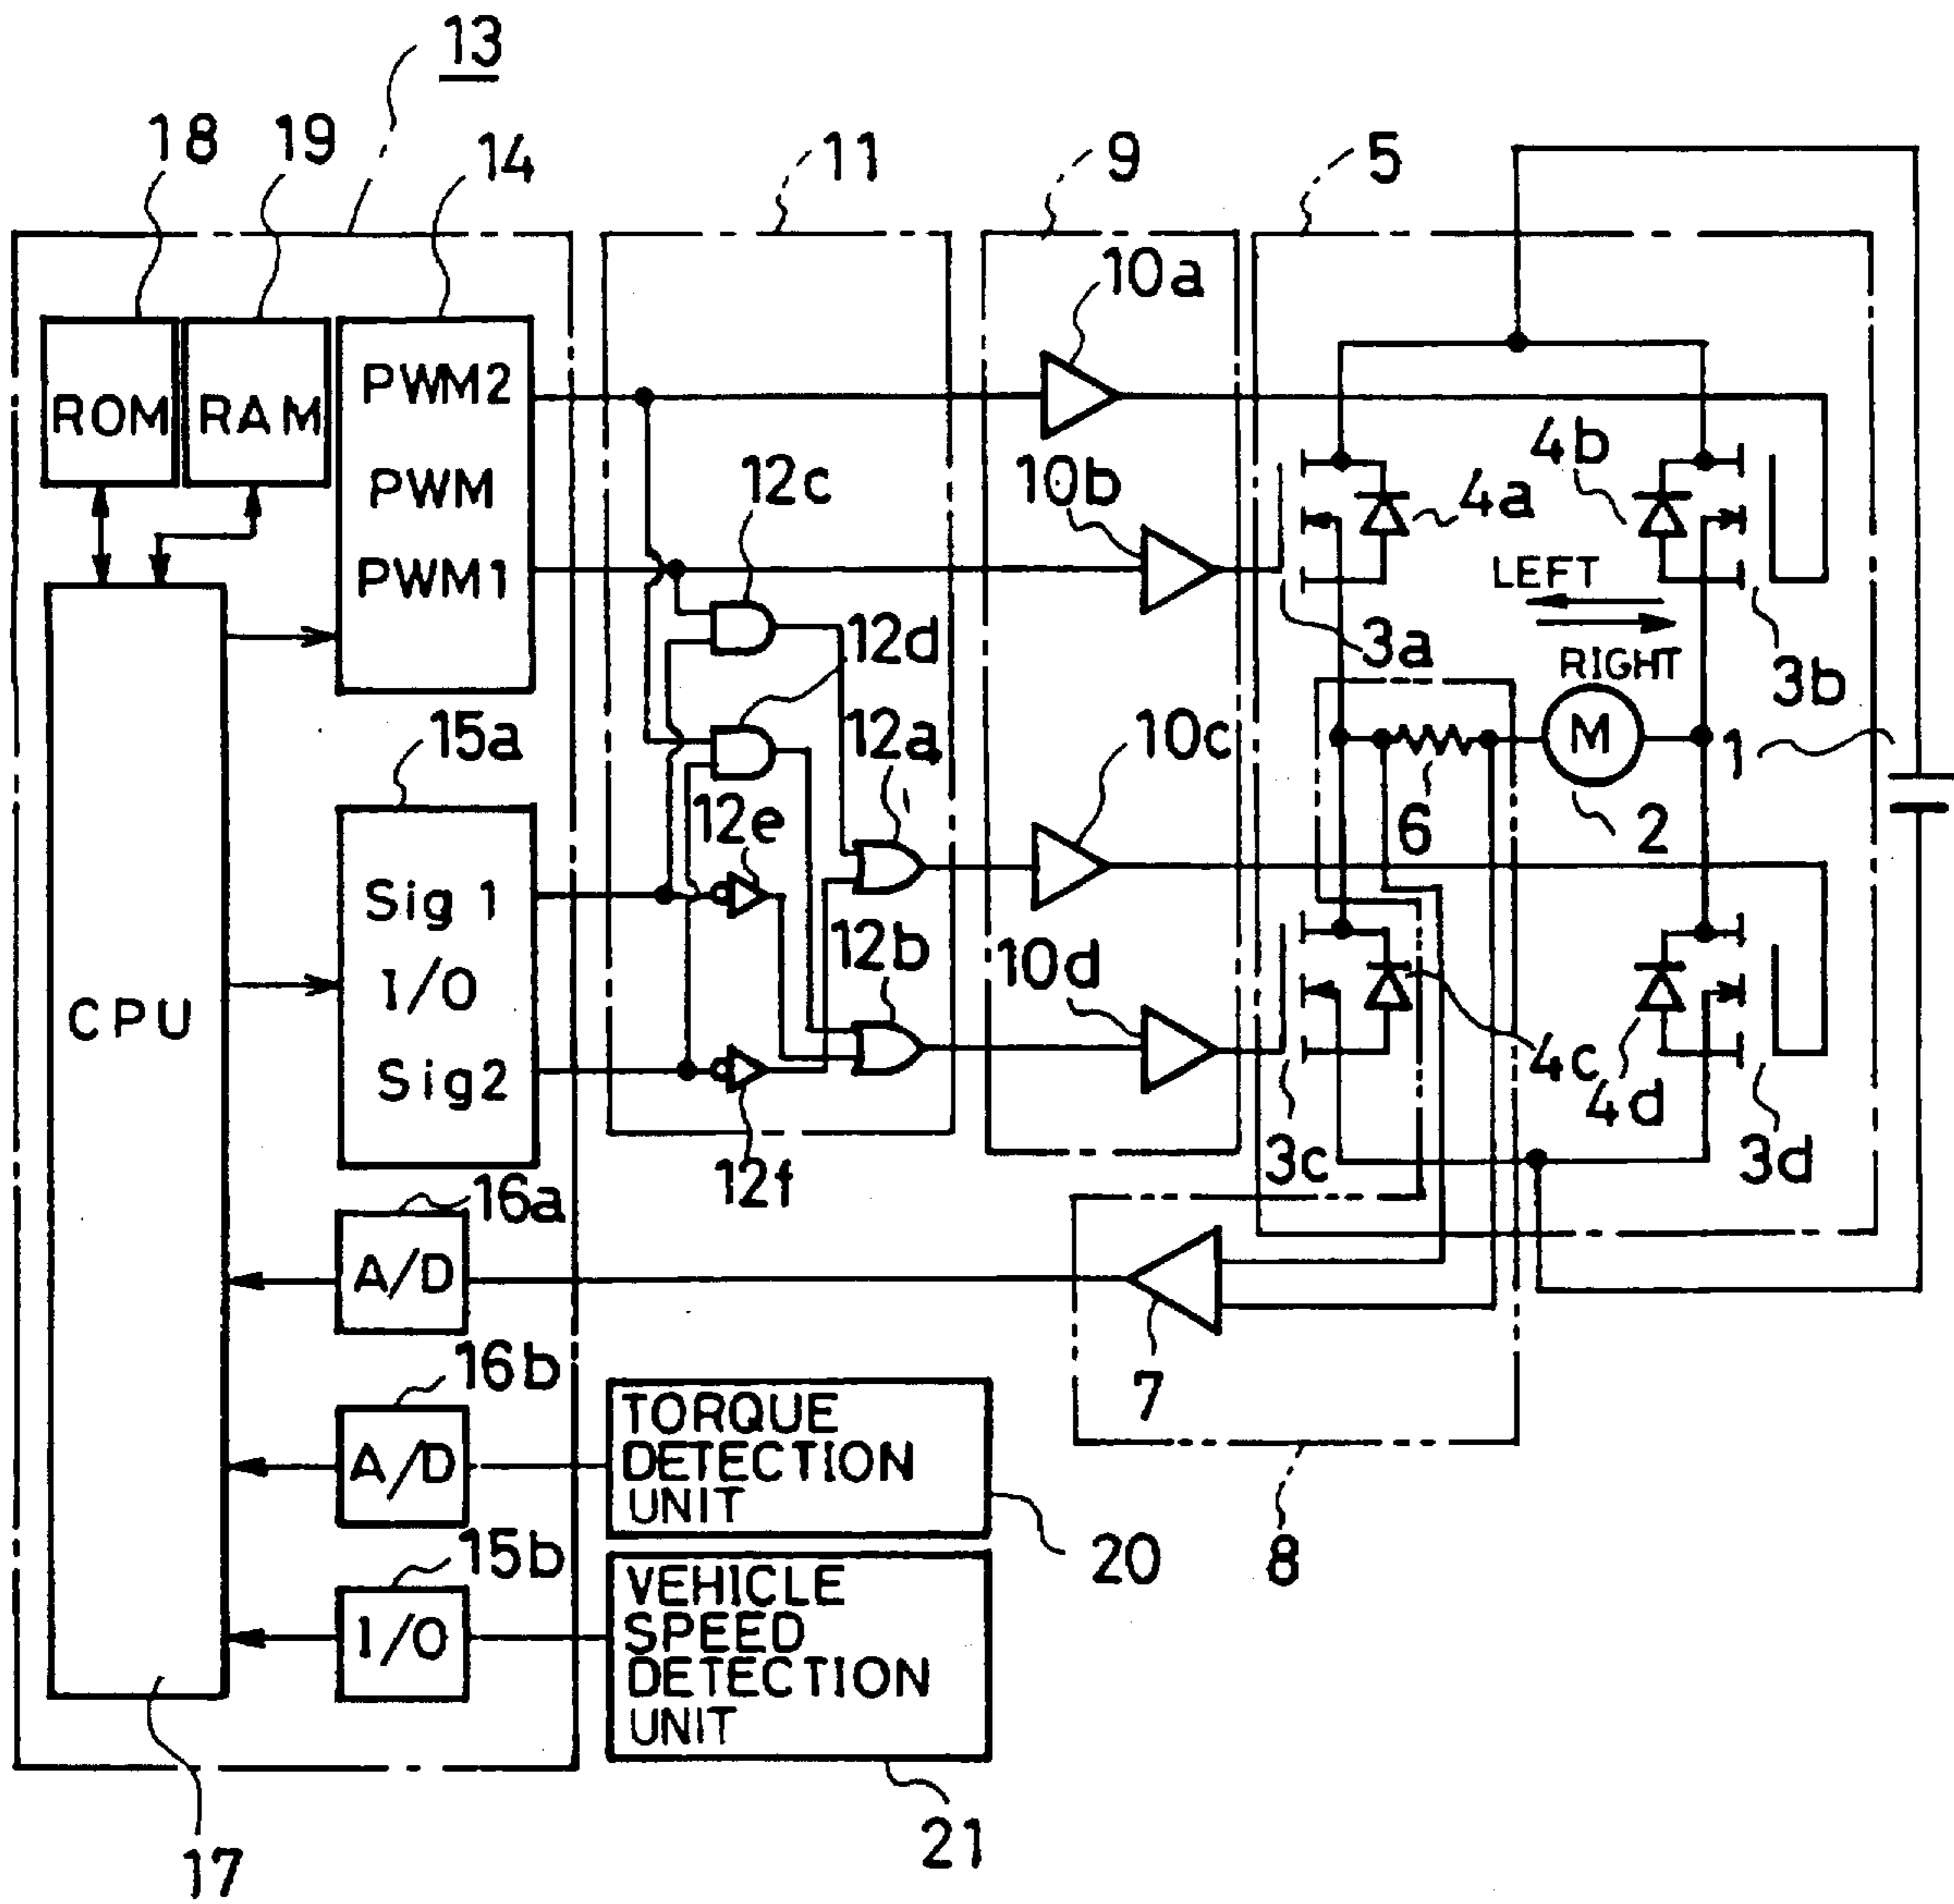 13
18
19
14
11
9
5
10a
ROM
RAM
PWM2
PWM
PWM1
12c
10b
4a
4b
LEFT
RIGHT
12d
3a
3b
15a
12a
10c
M
1
12e
6
2
Sig 1
I/O
Sig2
CPU
12b
10d
4c
4d
12f
3c
3d
16a
A/D
7
16b
A/D
TORQUE
DETECTION
UNIT
20
8
15b
I/O
VEHICLE
SPEED
DETECTION
UNIT
17
21